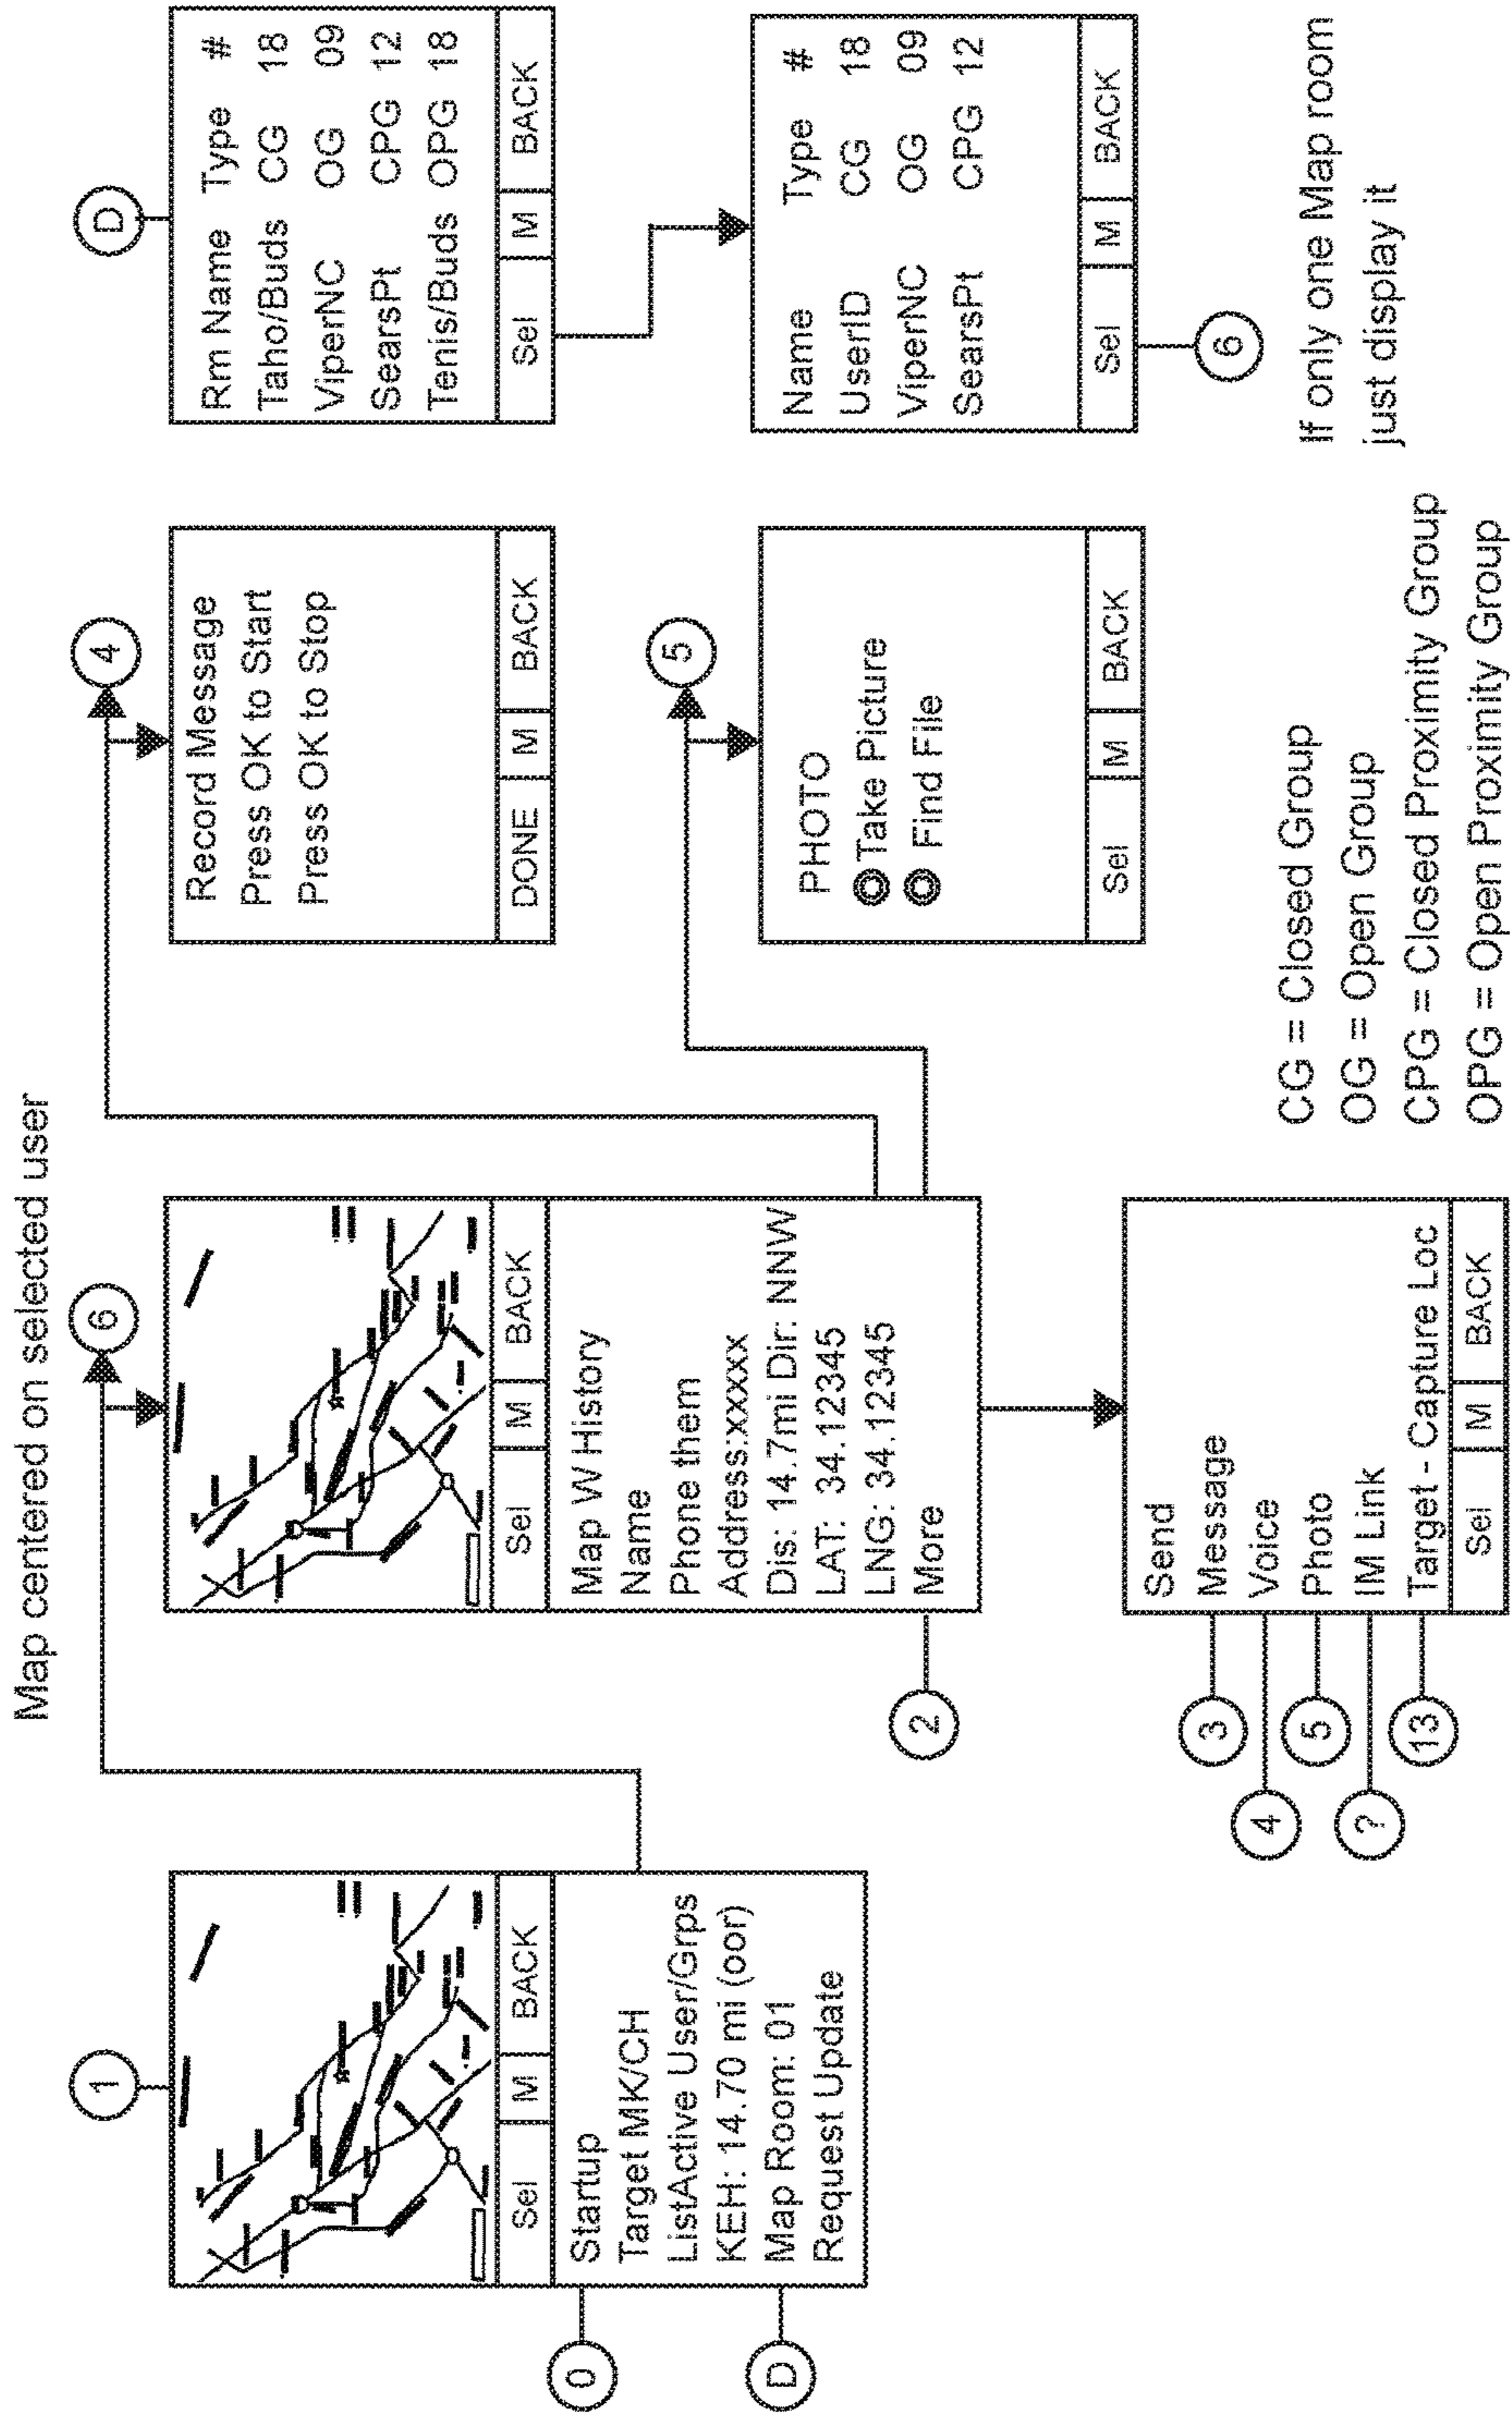 Map centered on selected user
1
Sel M BACK
Startup
Target MK/CH
ListActive User/Grps
KEH: 14.70 mi (oor)
Map Room: 01
Request Update
0
D
6
Sel M BACK
Map W History
Name
Phone them
Address:xxxxx
Dis: 14.7mi Dir: NNW
LAT: 34.12345
LNG: 34.12345
More
2
Send
Message
Voice
Photo
IM Link
Target - Capture Loc
Sel M BACK
3
4
5
?
13
4
Record Message
Press OK to Start
Press OK to Stop
DONE M BACK
5
PHOTO
Take Picture
Find File
Sel M BACK
CG = Closed Group
OG = Open Group
CPG = Closed Proximity Group
OPG = Open Proximity Group
D
Rm Name Type #
Taho/Buds CG 18
ViperNC OG 09
SearsPt CPG 12
Tenis/Buds OPG 18
Sel M BACK
Name Type #
UserID CG 18
ViperNC OG 09
SearsPt CPG 12
Sel M BACK
6
If only one Map room
just display it